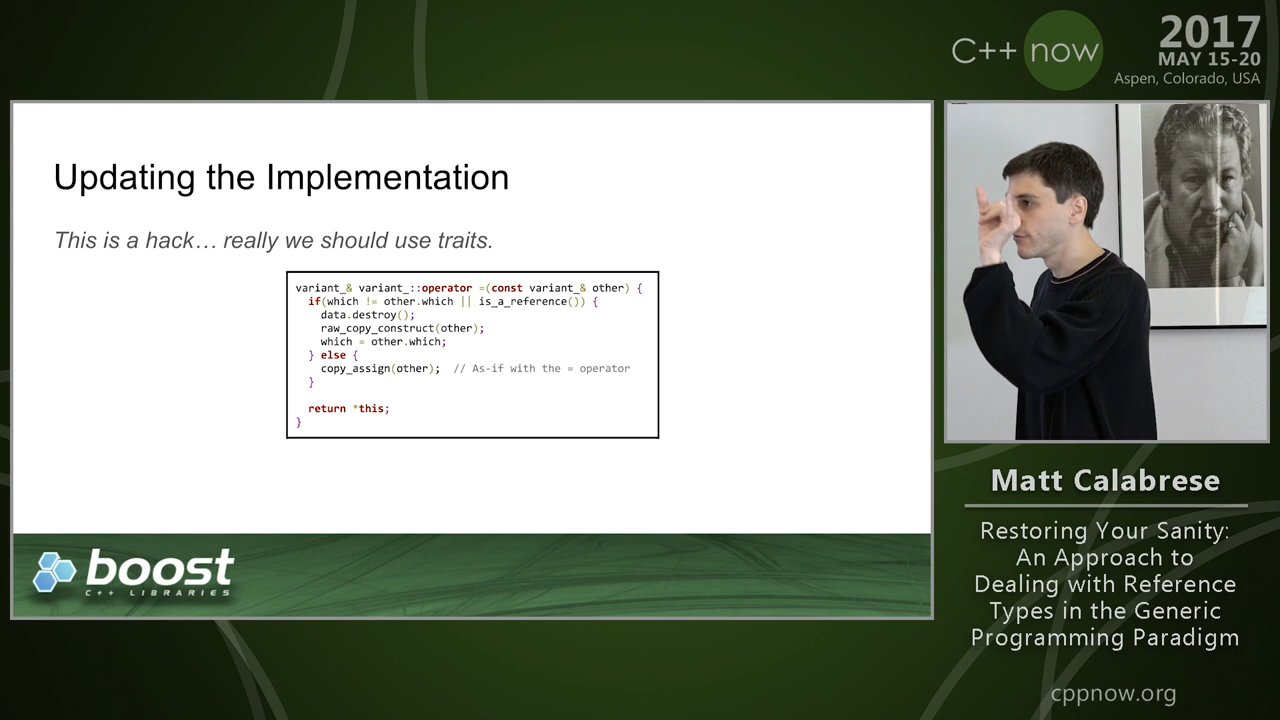 C++ now
2017
MAY 15-20
Aspen, Colorado, USA
Updating the Implementation
This is a hack… really we should use traits.
variant_& variant_::operator =(const variant_& other) {
if(which != other.which || is_a_reference()) {
data.destroy();
raw_copy_construct(other);
which = other.which;
} else {
copy_assign(other);  // As-if with the = operator
}
return *this;
}
boost
C++ LIBRARIES
Matt Calabrese
Restoring Your Sanity:
An Approach to
Dealing with Reference
Types in the Generic
Programming Paradigm
cppnow.org